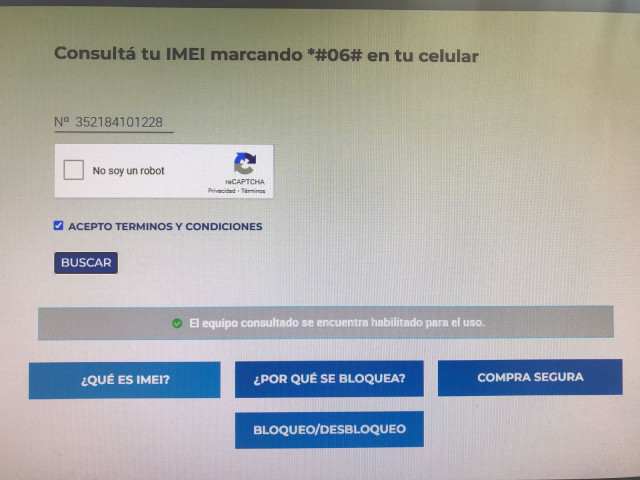 Consultá tu IMEI marcando *#06# en tu celular
Nº 352184101228
No soy un robot
reCAPTCHA
Privacidad - Términos
ACEPTO TERMINOS Y CONDICIONES
BUSCAR
El equipo consultado se encuentra habilitado para el uso.
¿QUÉ ES IMEI?
¿POR QUÉ SE BLOQUEA?
COMPRA SEGURA
BLOQUEO/DESBLOQUEO